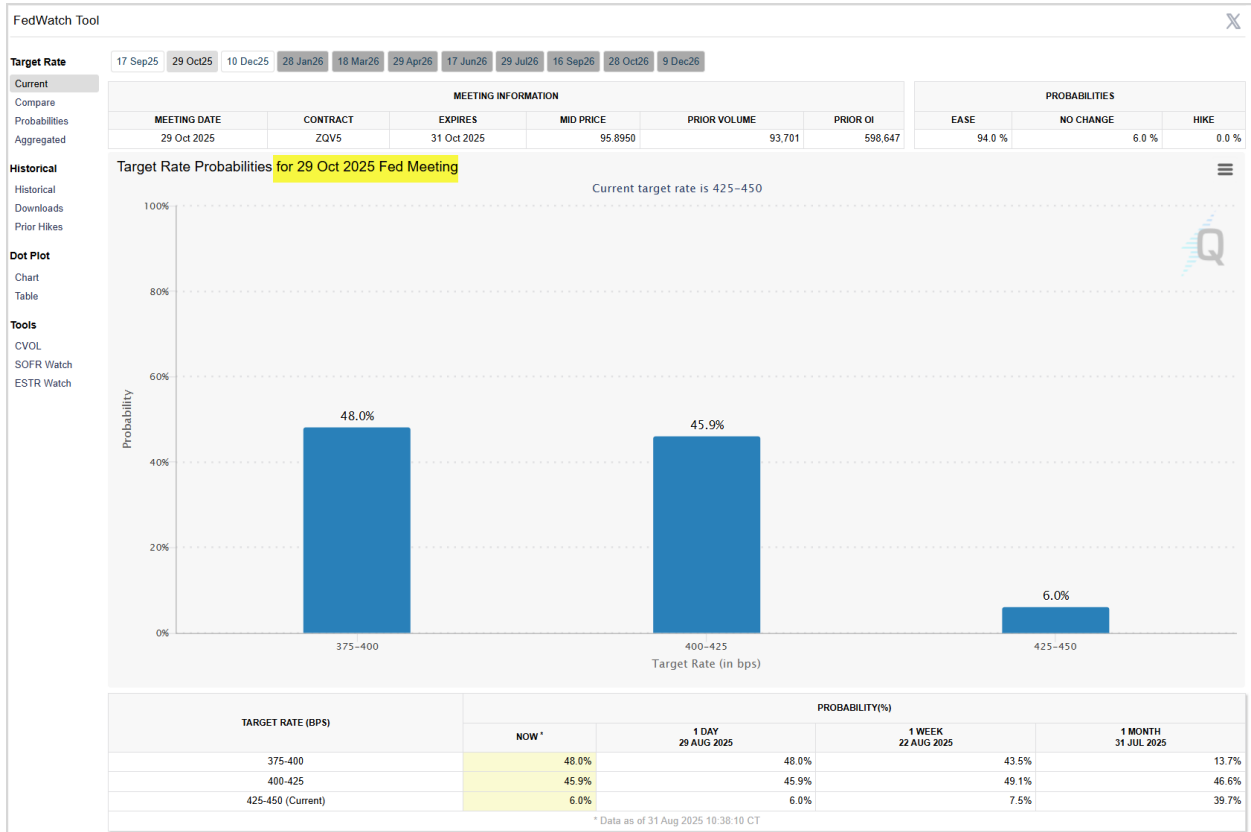 FedWatch Tool
X
Target Rate
Current
Compare
Probabilities
Aggregated
Historical
Historical
Downloads
Prior Hikes
Dot Plot
Chart
Table
Tools
CVOL
SOFR Watch
ESTR Watch
17 Sep25 29 Oct25 10 Dec25 28 Jan26 18 Mar26 29 Apr26 17 Jun26 29 Jul26 16 Sep26 28 Oct26 9 Dec26
MEETING INFORMATION
MEETING DATE CONTRACT EXPIRES MID PRICE PRIOR VOLUME PRIOR OI
29 Oct 2025 ZQV5 31 Oct 2025 95.8950 93,701 598,647
PROBABILITIES
EASE NO CHANGE HIKE
94.0 % 6.0 % 0.0 %
Target Rate Probabilities for 29 Oct 2025 Fed Meeting
Current target rate is 425-450
Q
Probability
100%
80%
60%
40%
20%
0%
48.0% 45.9% 6.0%
375-400 400-425 425-450
Target Rate (in bps)
TARGET RATE (BPS) PROBABILITY(%)
NOW * 1 DAY 1 WEEK 1 MONTH
29 AUG 2025 22 AUG 2025 31 JUL 2025
375-400 48.0% 48.0% 43.5% 13.7%
400-425 45.9% 45.9% 49.1% 46.6%
425-450 (Current) 6.0% 6.0% 7.5% 39.7%
* Data as of 31 Aug 2025 10:38:10 CT